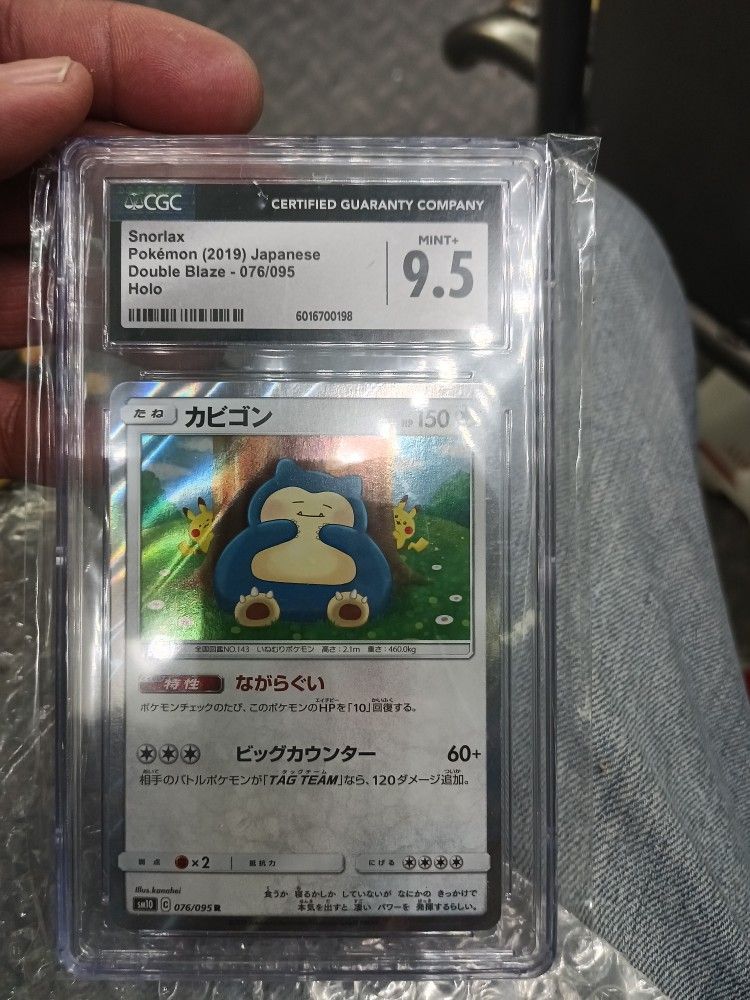 CGC
CERTIFIED GUARANTY COMPANY
Snorlax
Pokémon (2019) Japanese
Double Blaze - 076/095
Holo
MINT+
9.5
6016700198
たね カビゴン HP 150
全国図鑑NO.143 いねむりポケモン 高さ：2.1m 重さ：460.0kg
特性 ながらぐい
ポケモンチェックのたび、このポケモンのHPを「10」回復する。
ビッグカウンター 60+
相手のバトルポケモンが「TAG TEAM」なら、120ダメージ追加。
弱点 ×2 抵抗力 にげる
Illus.kanahei
sm10 C 076/095 R
食うか 寝るかしか していないが なにかの きっかけで
本気を出すと 凄い パワーを 発揮するらしい。